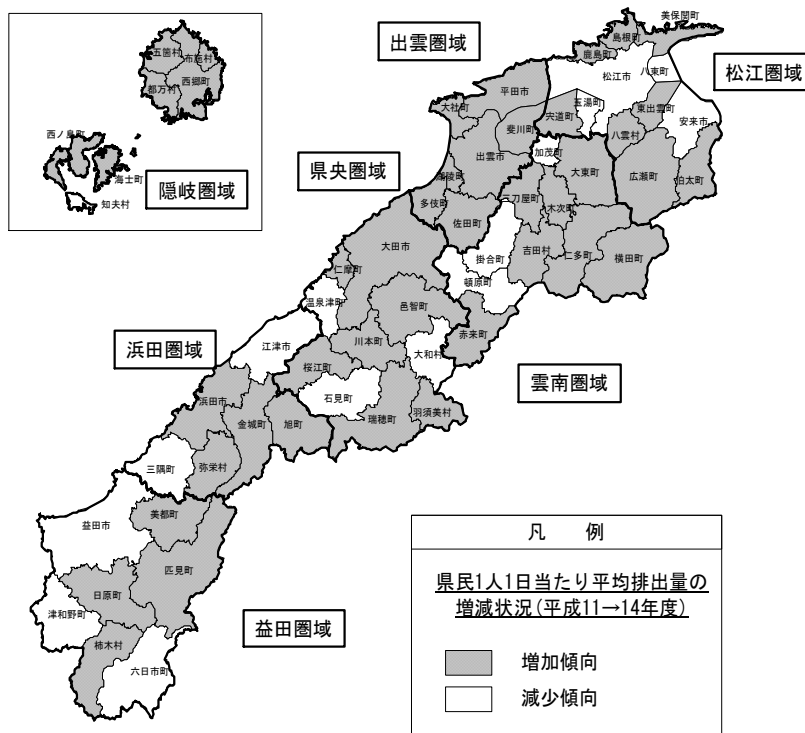 美保関町
島根町
鹿島町
出雲圏域
五箇村
布施村
西郷町
都万村
松江市
八束町
松江圏域
平田市
大社町
玉湯町
宍道町
東出雲町
安来市
斐川町
八雲村
西ノ島町
海士町
知夫村
隠岐圏域
県央圏域
出雲市
加茂町
大東町
広瀬町
伯太町
湖陵町
多伎町
佐田町
三刀屋町
木次町
大田市
掛合町
吉田村
仁多町
横田町
仁摩町
頓原町
温泉津町
邑智町
浜田圏域
江津市
川本町
赤来町
大和村
桜江町
雲南圏域
石見町
浜田市
羽須美村
金城町
旭町
瑞穂町
三隅町
弥栄村
益田市
美都町
匹見町
日原町
津和野町
柿木村
益田圏域
六日市町
凡 例
県民1人1日当たり平均排出量の
増減状況(平成11→14年度)
増加傾向
減少傾向